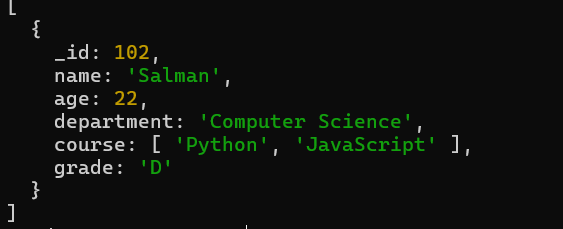 [
  {
    _id: 102,
    name: 'Salman',
    age: 22,
    department: 'Computer Science',
    course: [ 'Python', 'JavaScript' ],
    grade: 'D'
  }
]